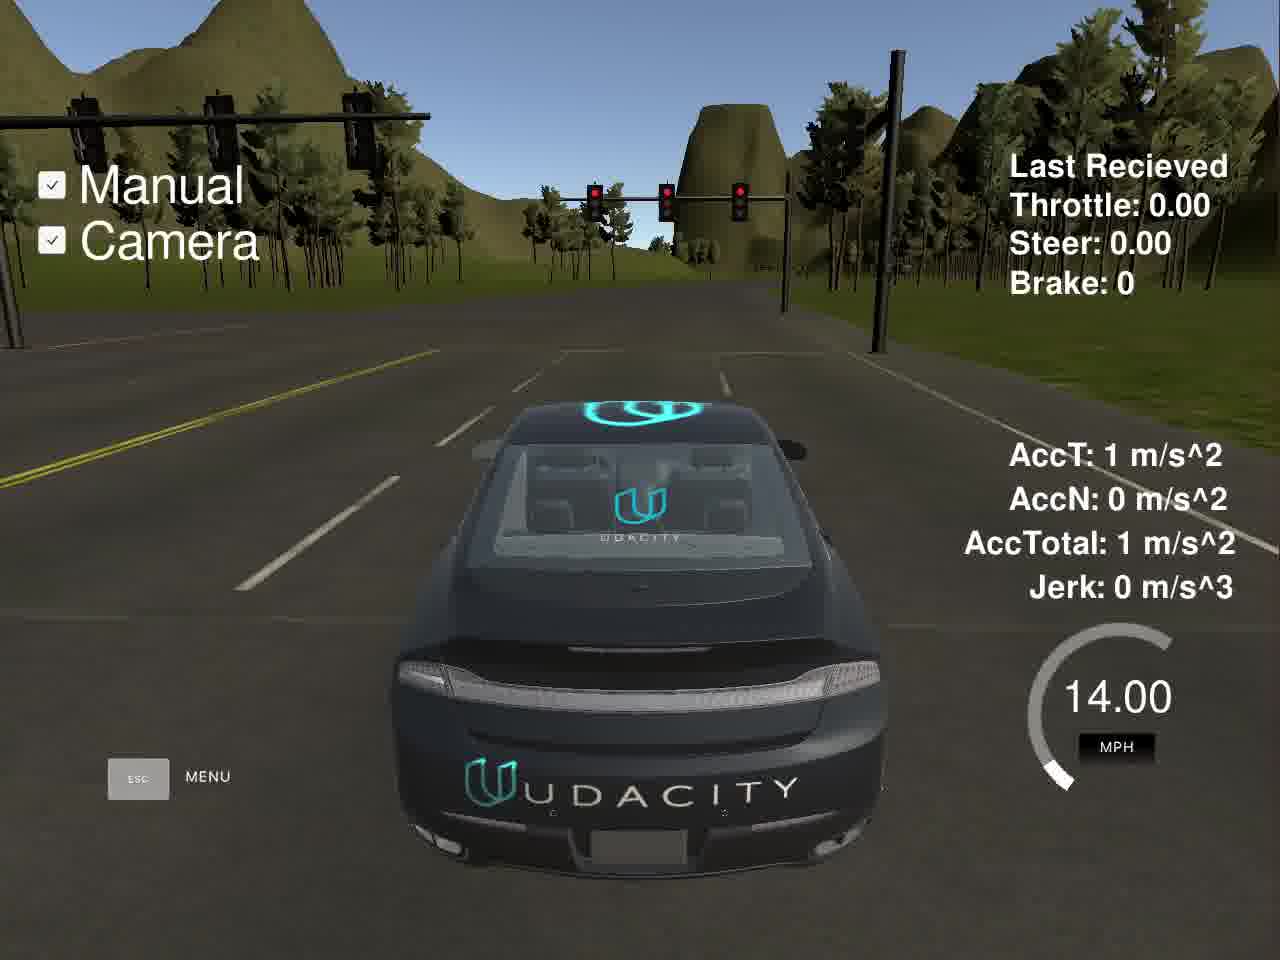 Manual
Camera
Last Recieved
Throttle: 0.00
Steer: 0.00
Brake: 0
AccT: 1 m/s^2
AccN: 0 m/s^2
AccTotal: 1 m/s^2
Jerk: 0 m/s^3
UDACITY
14.00
MPH
ESC
MENU
UDACITY